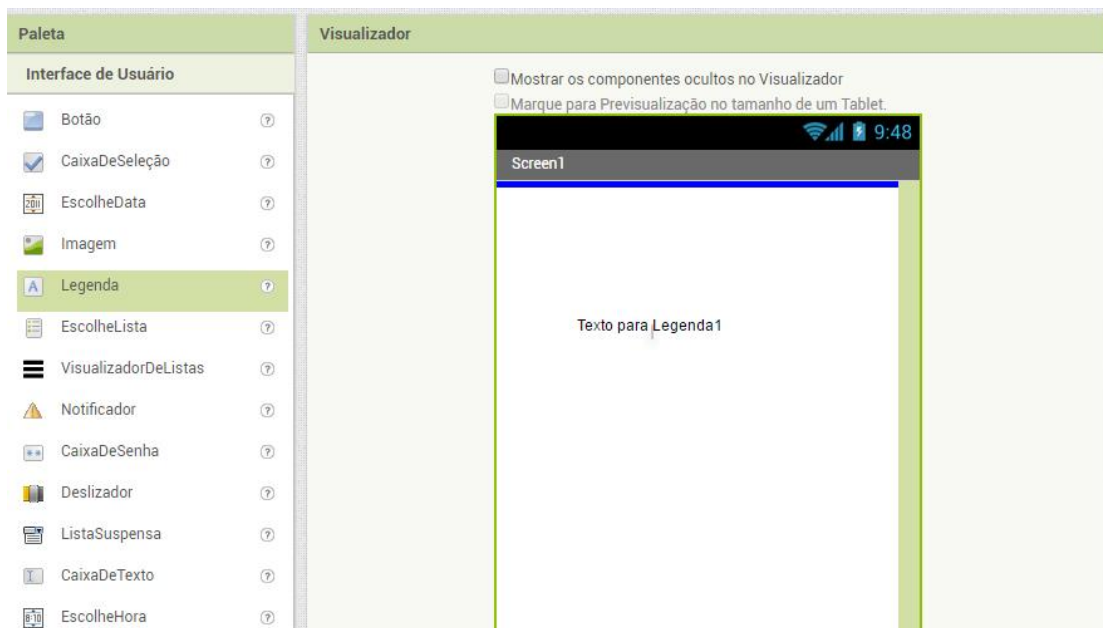 Paleta
Interface de Usuário
Botão
CaixaDeSeleção
EscolheData
Imagem
Legenda
EscolheLista
VisualizadorDeListas
Notificador
CaixaDeSenha
Deslizador
ListaSuspensa
CaixaDeTexto
EscolheHora
Visualizador
Mostrar os componentes ocultos no Visualizador
Marque para Previsualização no tamanho de um Tablet.
9:48
Screen1
Texto para Legenda1